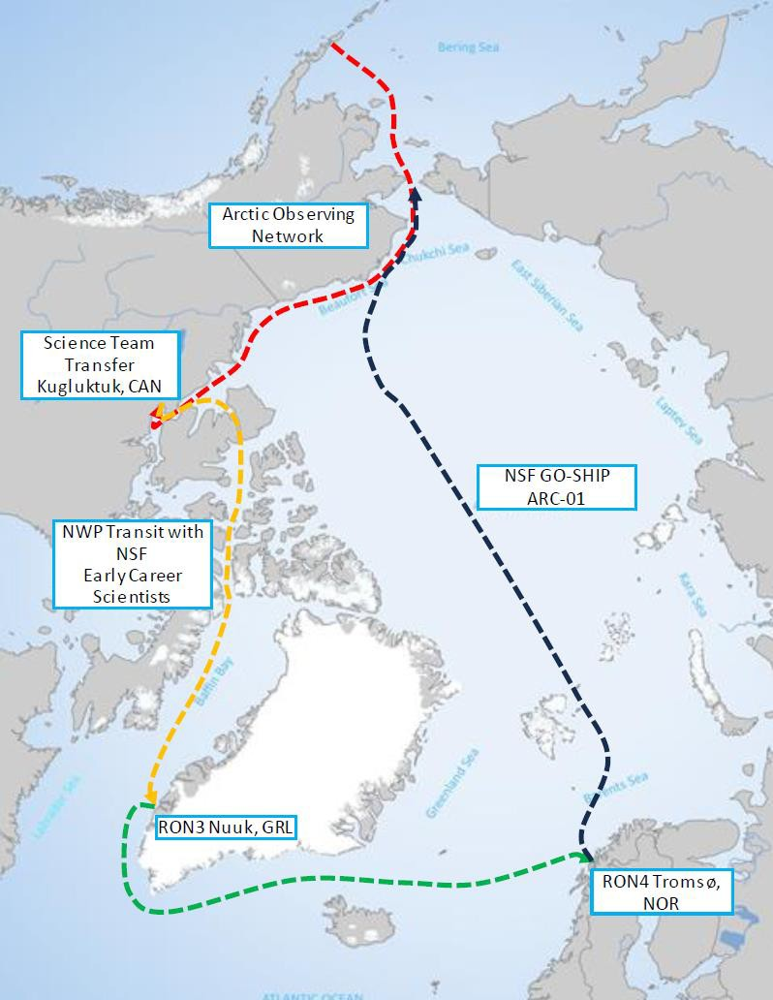 Bering Sea
Arctic Observing
Network
Chukchi Sea
East Siberian Sea
Beaufort Sea
Science Team
Transfer
Kugluktuk, CAN
Laptev Sea
NSF GO-SHIP
ARC-01
NWP Transit with
NSF
Early Career
Scientists
Kara Sea
Baffin Bay
Greenland Sea
Barents Sea
Labrador Sea
RON3 Nuuk, GRL
RON4 Tromsø,
NOR
ATLANTIC OCEAN